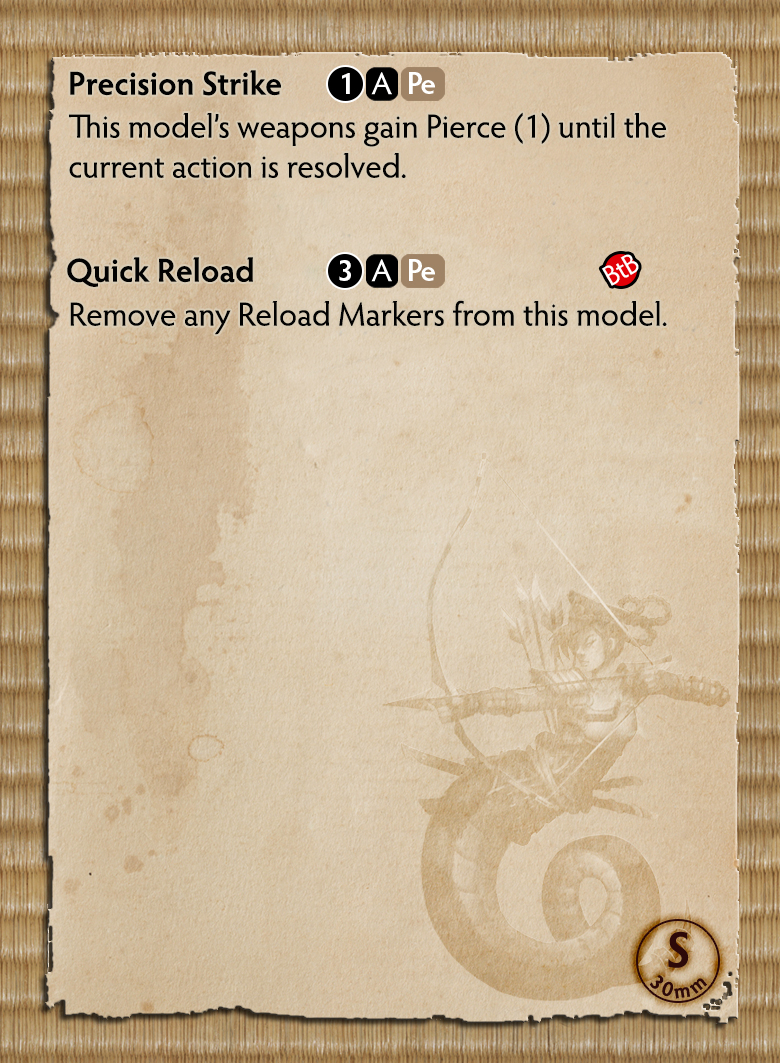 Precision Strike 1 A Pe
This model's weapons gain Pierce (1) until the
current action is resolved.
Quick Reload 3 A Pe BtB
Remove any Reload Markers from this model.
S
30mm